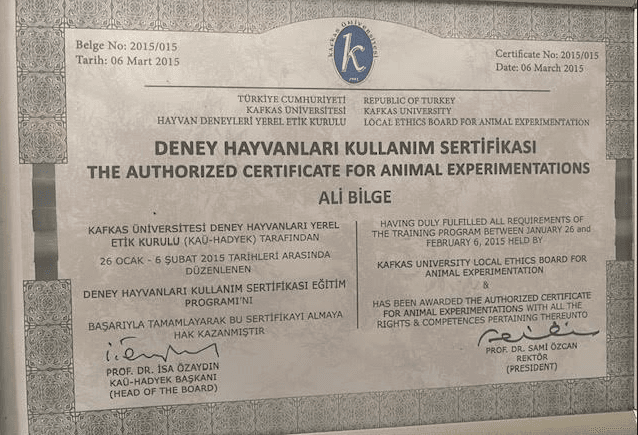 Belge No: 2015/015
Tarih: 06 Mart 2015
KAFKAS ÜNİVERSİTESİ
k
1992
Certificate No: 2015/015
Date: 06 March 2015
TÜRKİYE CUMHURİYETİ
KAFKAS ÜNİVERSİTESİ
HAYVAN DENEYLERİ YEREL ETİK KURULU
REPUBLIC OF TURKEY
KAFKAS UNIVERSITY
LOCAL ETHICS BOARD FOR ANIMAL EXPERIMENTATION
DENEY HAYVANLARI KULLANIM SERTİFİKASI
THE AUTHORIZED CERTIFICATE FOR ANIMAL EXPERIMENTATIONS
ALİ BİLGE
KAFKAS ÜNİVERSİTESİ DENEY HAYVANLARI YEREL
ETİK KURULU (KAÜ-HADYEK) TARAFINDAN
26 OCAK - 6 ŞUBAT 2015 TARİHLERİ ARASINDA
DÜZENLENEN
DENEY HAYVANLARI KULLANIM SERTİFİKASI EĞİTİM
PROGRAMI'NI
BAŞARIYLA TAMAMLAYARAK BU SERTİFİKAYI ALMAYA
HAK KAZANMIŞTIR
PROF. DR. İSA ÖZAYDIN
KAÜ-HADYEK BAŞKANI
(HEAD OF THE BOARD)
HAVING DULY FULFILLED ALL REQUIREMENTS OF
THE TRAINING PROGRAM BETWEEN JANUARY 26 and
FEBRUARY 6, 2015 HELD BY
KAFKAS UNIVERSITY LOCAL ETHICS BOARD FOR
ANIMAL EXPERIMENTATION
&
HAS BEEN AWARDED THE AUTHORIZED CERTIFICATE
FOR ANIMAL EXPERIMENTATIONS WITH ALL THE
RIGHTS & COMPETENCES PERTAINING THEREUNTO
PROF. DR. SAMİ ÖZCAN
REKTÖR
(PRESIDENT)